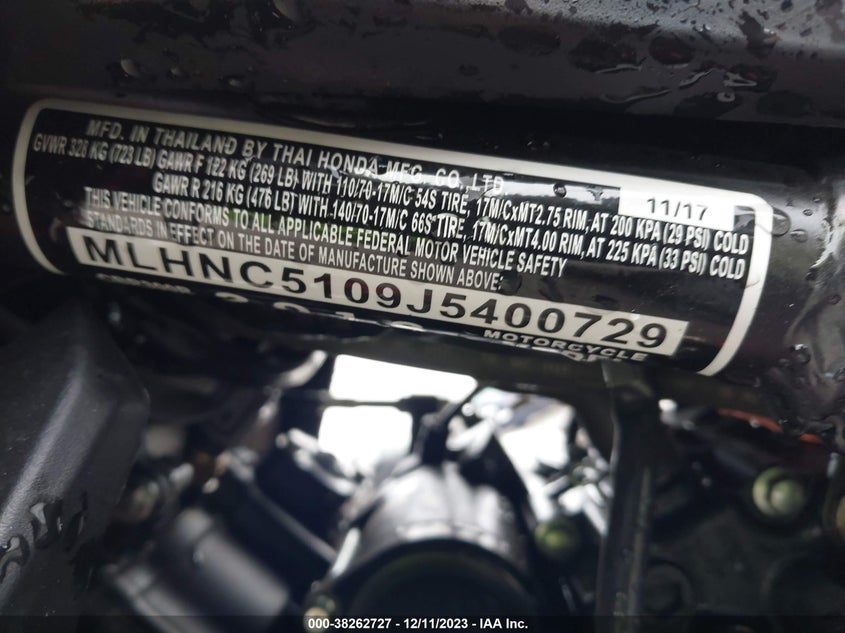 MFD. IN THAILAND BY THAI HONDA MFG. CO., LTD. 11/17
GVWR 328 KG (723 LB) GAWR F 122 KG (269 LB) WITH 110/70-17M/C 54S TIRE, 17M/CxMT2.75 RIM, AT 200 KPA (29 PSI) COLD
GAWR R 216 KG (476 LB) WITH 140/70-17M/C 66S TIRE, 17M/CxMT4.00 RIM, AT 225 KPA (33 PSI) COLD
THIS VEHICLE CONFORMS TO ALL APPLICABLE FEDERAL MOTOR VEHICLE SAFETY
STANDARDS IN EFFECT ON THE DATE OF MANUFACTURE SHOWN ABOVE:
MLHNC5109J5400729
MOTORCYCLE
000-38262727 - 12/11/2023 - IAA Inc.